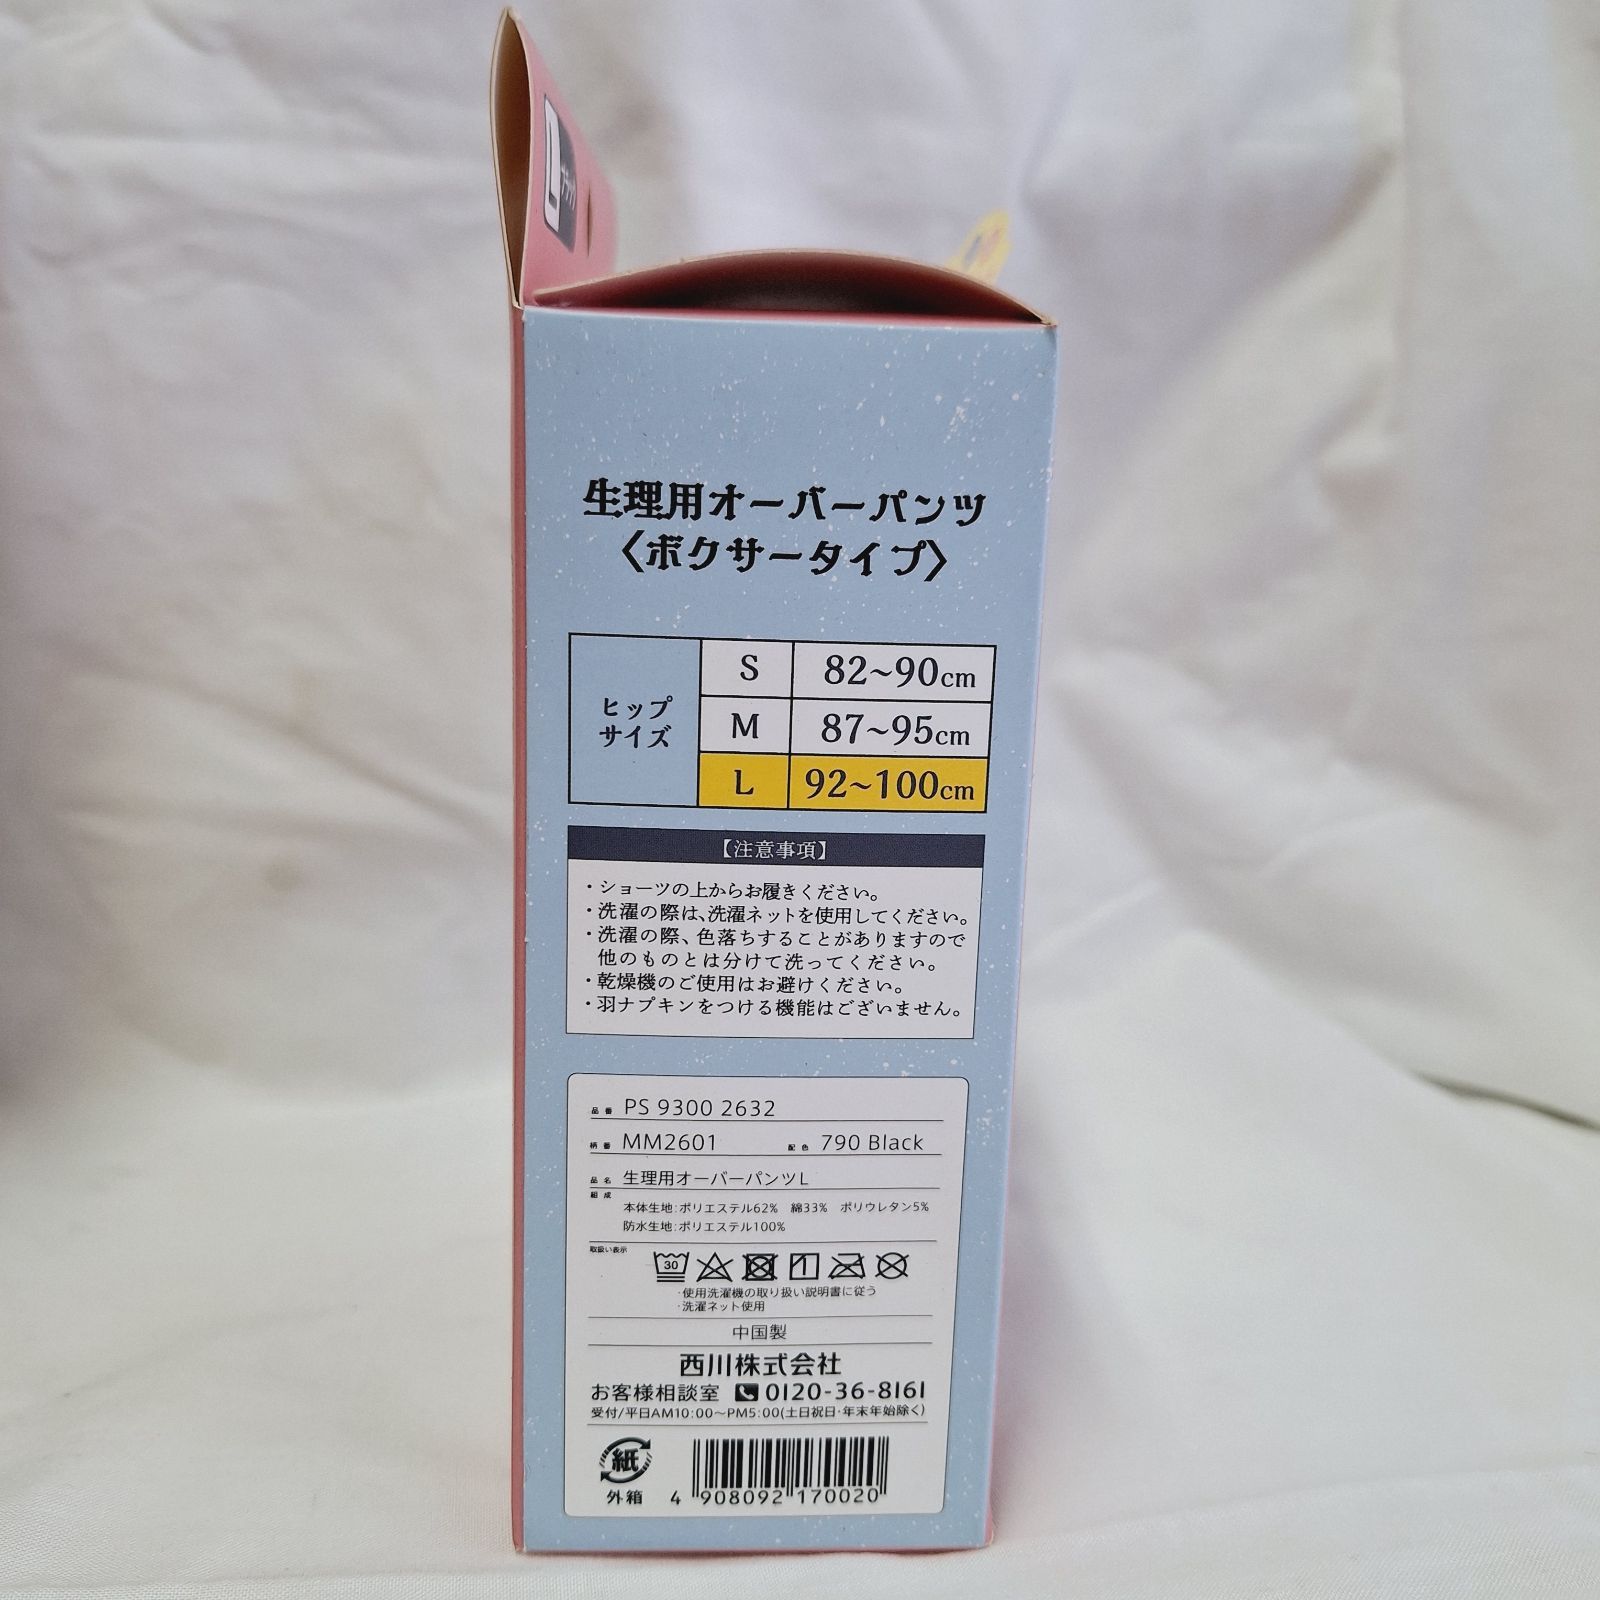 L
生理用オーバーパンツ
〈ボクサータイプ〉
ヒップ
サイズ
S 82~90cm
M 87~95cm
L 92~100cm
【注意事項】
・ショーツの上からお履きください。
・洗濯の際は、洗濯ネットを使用してください。
・洗濯の際、色落ちすることがありますので
他のものとは分けて洗ってください。
・乾燥機のご使用はお避けください。
・羽ナプキンをつける機能はございません。
品番 PS 9300 2632
柄番 MM2601 配色 790 Black
品名 生理用オーバーパンツL
組成
本体生地:ポリエステル62% 綿33% ポリウレタン5%
防水生地:ポリエステル100%
取扱い表示
30
・使用洗濯機の取り扱い説明書に従う
・洗濯ネット使用
中国製
西川株式会社
お客様相談室 0120-36-8161
受付/平日AM10:00~PM5:00(土日祝日・年末年始除く)
紙
外箱
4 908092 170020